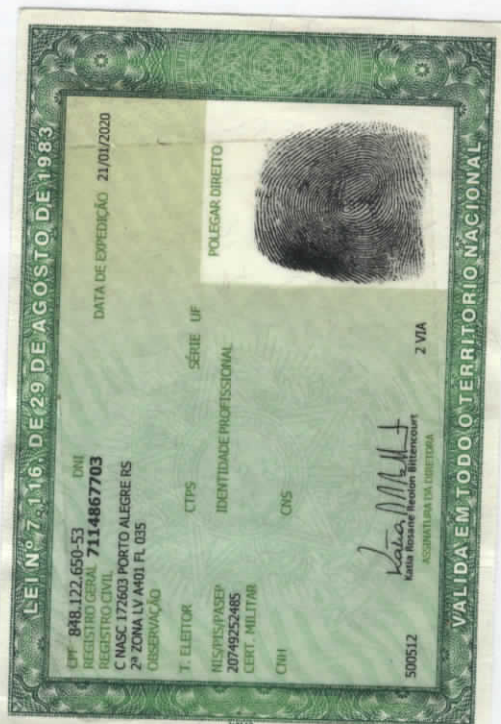 LEI Nº 7.116, DE 29 DE AGOSTO DE 1983
CPF 848.122.650-53 DNI
REGISTRO GERAL 7114867703 DATA DE EXPEDIÇÃO 21/01/2020
REGISTRO CIVIL
C NASC 172603 PORTO ALEGRE RS
2ª ZONA LV A401 FL 035
OBSERVAÇÃO
T. ELEITOR CTPS SÉRIE UF
POLEGAR DIREITO
NIS/PIS/PASEP IDENTIDADE PROFISSIONAL
20749252485
CERT. MILITAR
CNH CNS
500512
Katia Rosane Reolon Bittencourt
2 VIA
ASSINATURA DA DIRETORA
VALIDA EM TODO O TERRITORIO NACIONAL